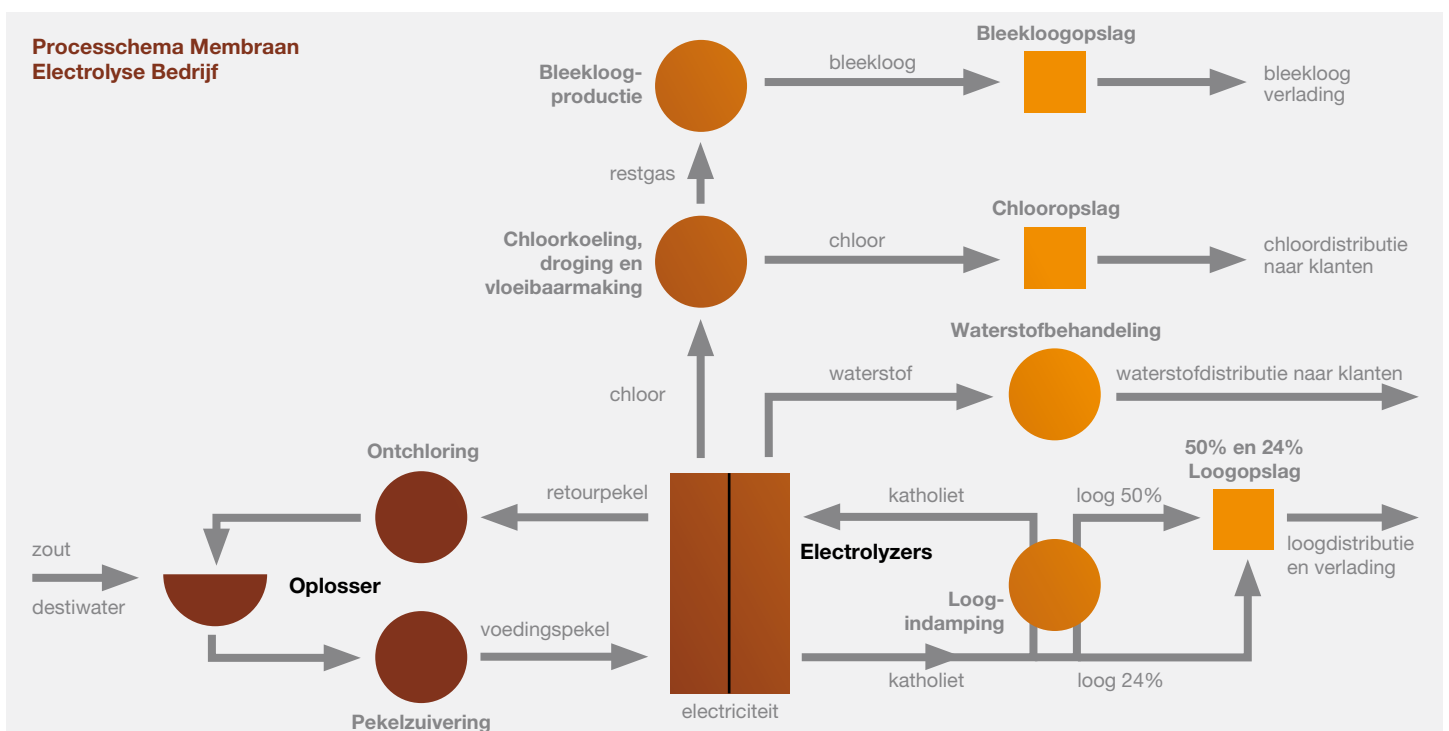 Processchema Membraan
Electrolyse Bedrijf
Bleekloog-
productie
bleekloog
Bleekloogopslag
bleekloog
verlading
restgas
Chloorkoeling,
droging en
vloeibaarmaking
chloor
Chlooropslag
chloordistributie
naar klanten
chloor
waterstof
Waterstofbehandeling
waterstofdistributie naar klanten
Ontchloring
retourpekel
katholiet
loog 50%
50% en 24%
Loogopslag
zout
destiwater
Oplosser
Electrolyzers
loogdistributie
en verlading
Loog-
indamping
voedingspekel
katholiet
loog 24%
Pekelzuivering
electriciteit